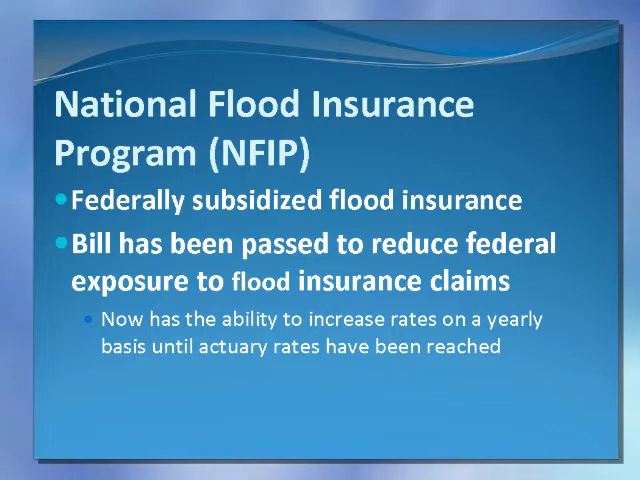 National Flood Insurance
Program (NFIP)
Federally subsidized flood insurance
Bill has been passed to reduce federal
exposure to flood insurance claims
Now has the ability to increase rates on a yearly
basis until actuary rates have been reached